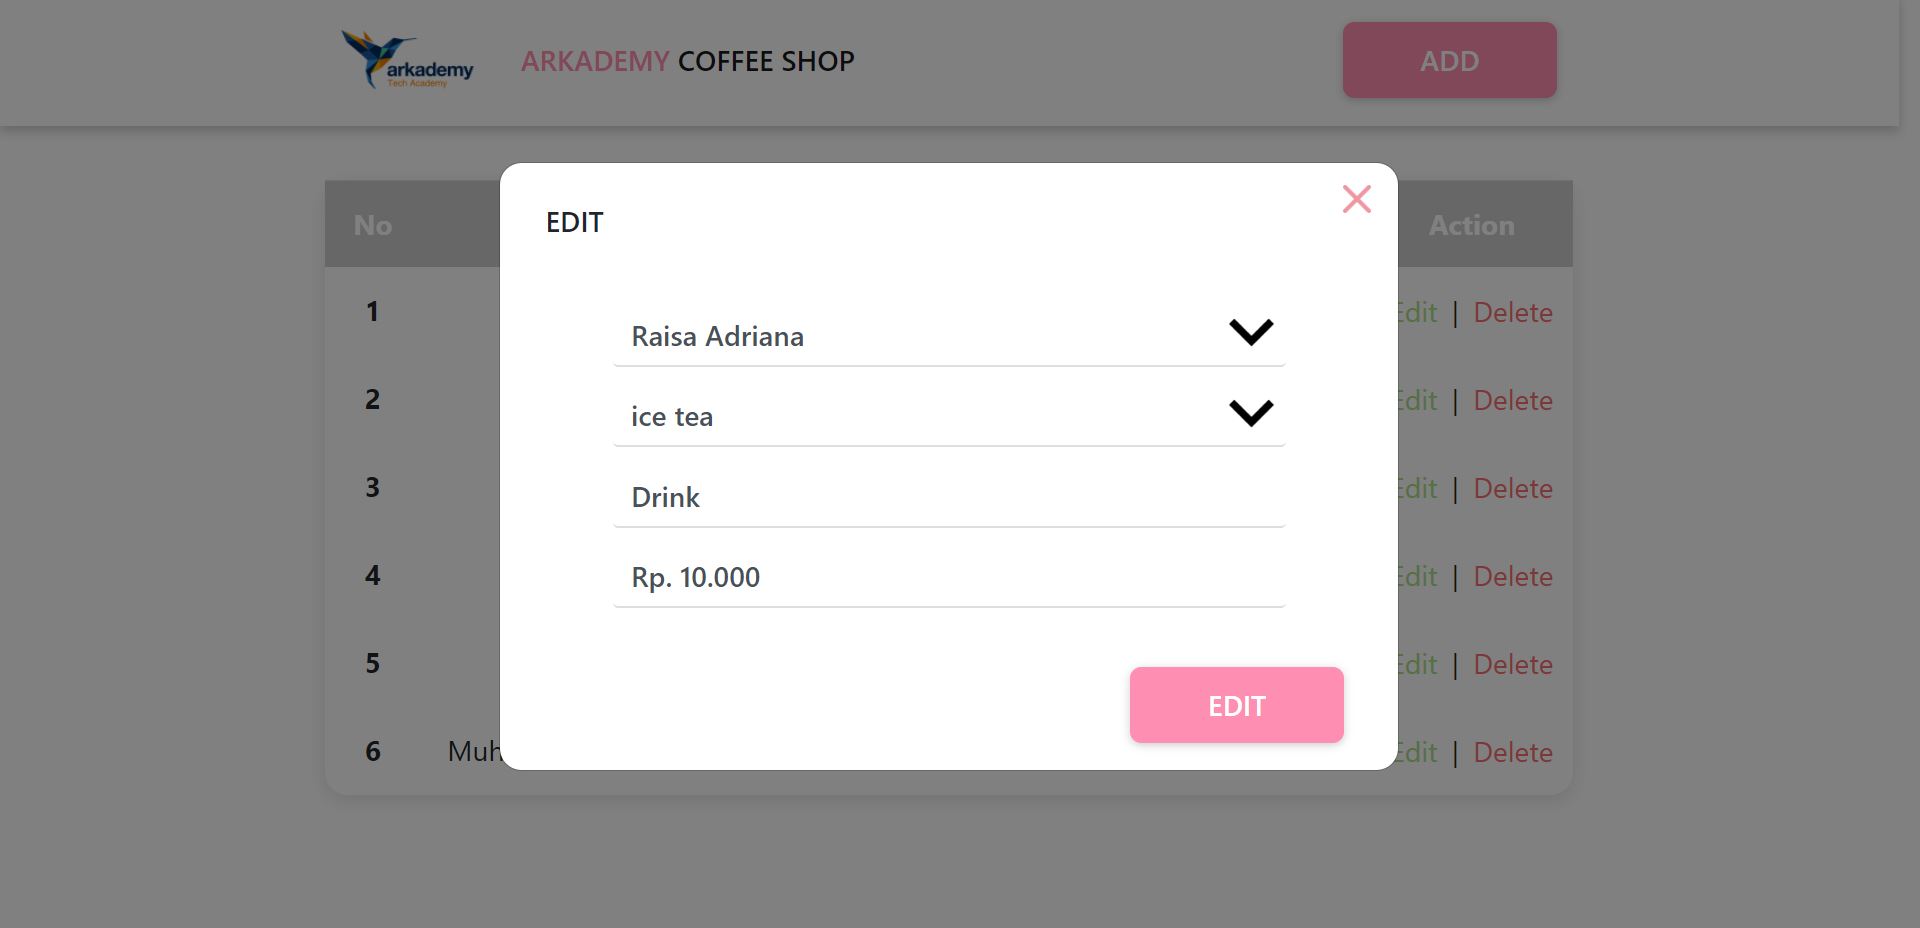 arkademy
Tech Academy
ARKADEMY COFFEE SHOP
ADD
No
Action
EDIT
Raisa Adriana
ice tea
Drink
Rp. 10.000
EDIT
1
Edit | Delete
2
Edit | Delete
3
Edit | Delete
4
Edit | Delete
5
Edit | Delete
6 Muh
Edit | Delete